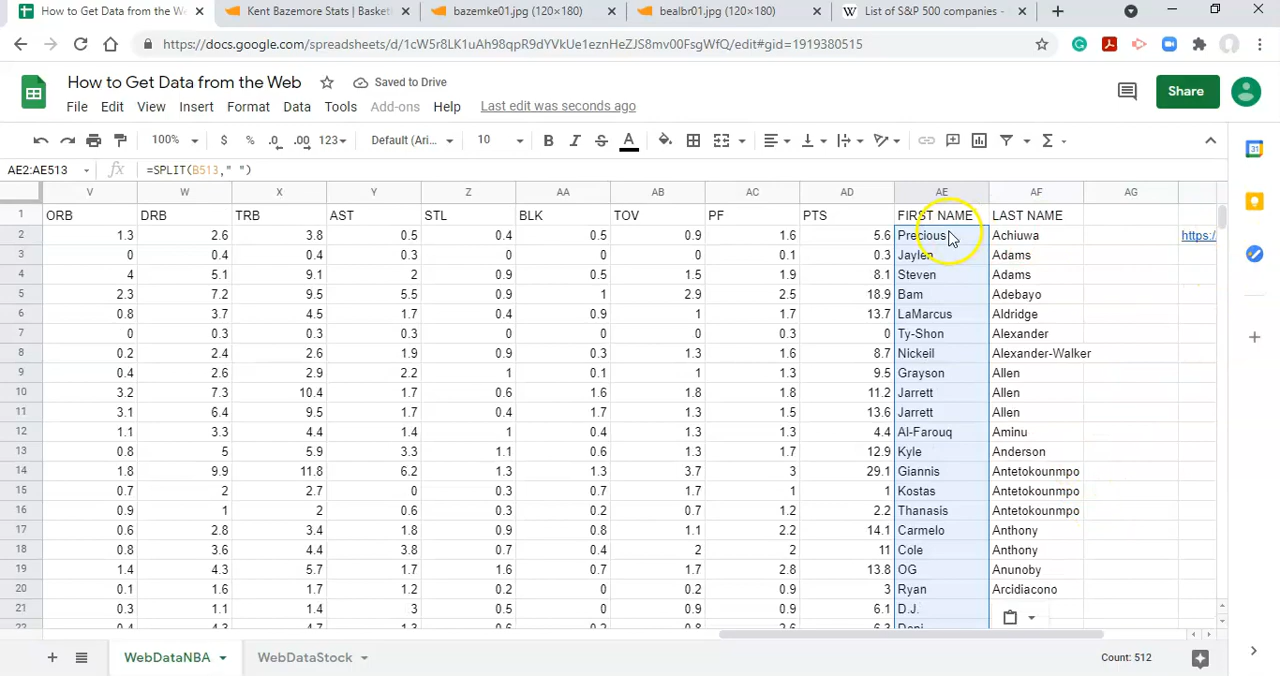 How to Get Data from the We
Kent Bazemore Stats | Basketl
bazemke01.jpg (120×180)
bealbr01.jpg (120×180)
List of S&P 500 companies -
https://docs.google.com/spreadsheets/d/1cW5r8LK1uAh98qpR9dYVkUe1eznHeZJS8mv00FsgWfQ/edit#gid=1919380515
How to Get Data from the Web
Saved to Drive
File Edit View Insert Format Data Tools Add-ons Help Last edit was seconds ago
Share
100% $ % .0 .00 123 Default (Ari... 10 B I S A Σ
AE2:AE513 fx =SPLIT(B513," ")
V W X Y Z AA AB AC AD AE AF AG
1 ORB DRB TRB AST STL BLK TOV PF PTS FIRST NAME LAST NAME
2 1.3 2.6 3.8 0.5 0.4 0.5 0.9 1.6 5.6 Precious Achiuwa https:/
3 0 0.4 0.4 0.3 0 0 0 0.1 0.3 Jaylen Adams
4 4 5.1 9.1 2 0.9 0.5 1.5 1.9 8.1 Steven Adams
5 2.3 7.2 9.5 5.5 0.9 1 2.9 2.5 18.9 Bam Adebayo
6 0.8 3.7 4.5 1.7 0.4 0.9 1 1.7 13.7 LaMarcus Aldridge
7 0 0.3 0.3 0.3 0 0 0 0.3 0 Ty-Shon Alexander
8 0.2 2.4 2.6 1.9 0.9 0.3 1.3 1.6 8.7 Nickeil Alexander-Walker
9 0.4 2.6 2.9 2.2 1 0.1 1 1.3 9.5 Grayson Allen
10 3.2 7.3 10.4 1.7 0.6 1.6 1.8 1.8 11.2 Jarrett Allen
11 3.1 6.4 9.5 1.7 0.4 1.7 1.3 1.5 13.6 Jarrett Allen
12 1.1 3.3 4.4 1.4 1 0.4 1.3 1.3 4.4 Al-Farouq Aminu
13 0.8 5 5.9 3.3 1.1 0.6 1.3 1.7 12.9 Kyle Anderson
14 1.8 9.9 11.8 6.2 1.3 1.3 3.7 3 29.1 Giannis Antetokounmpo
15 0.7 2 2.7 0 0.3 0.7 1.7 1 1 Kostas Antetokounmpo
16 0.9 1 2 0.6 0.3 0.2 0.7 1.2 2.2 Thanasis Antetokounmpo
17 0.6 2.8 3.4 1.8 0.9 0.8 1.1 2.2 14.1 Carmelo Anthony
18 0.8 3.6 4.4 3.8 0.7 0.4 2 2 11 Cole Anthony
19 1.4 4.3 5.7 1.7 1.6 0.7 1.7 2.8 13.8 OG Anunoby
20 0.1 1.6 1.7 1.2 0.2 0 0.2 0.9 3 Ryan Arcidiacono
21 0.3 1.1 1.4 3 0.5 0 0.9 0.9 6.1 D.J.
WebDataNBA WebDataStock Count: 512